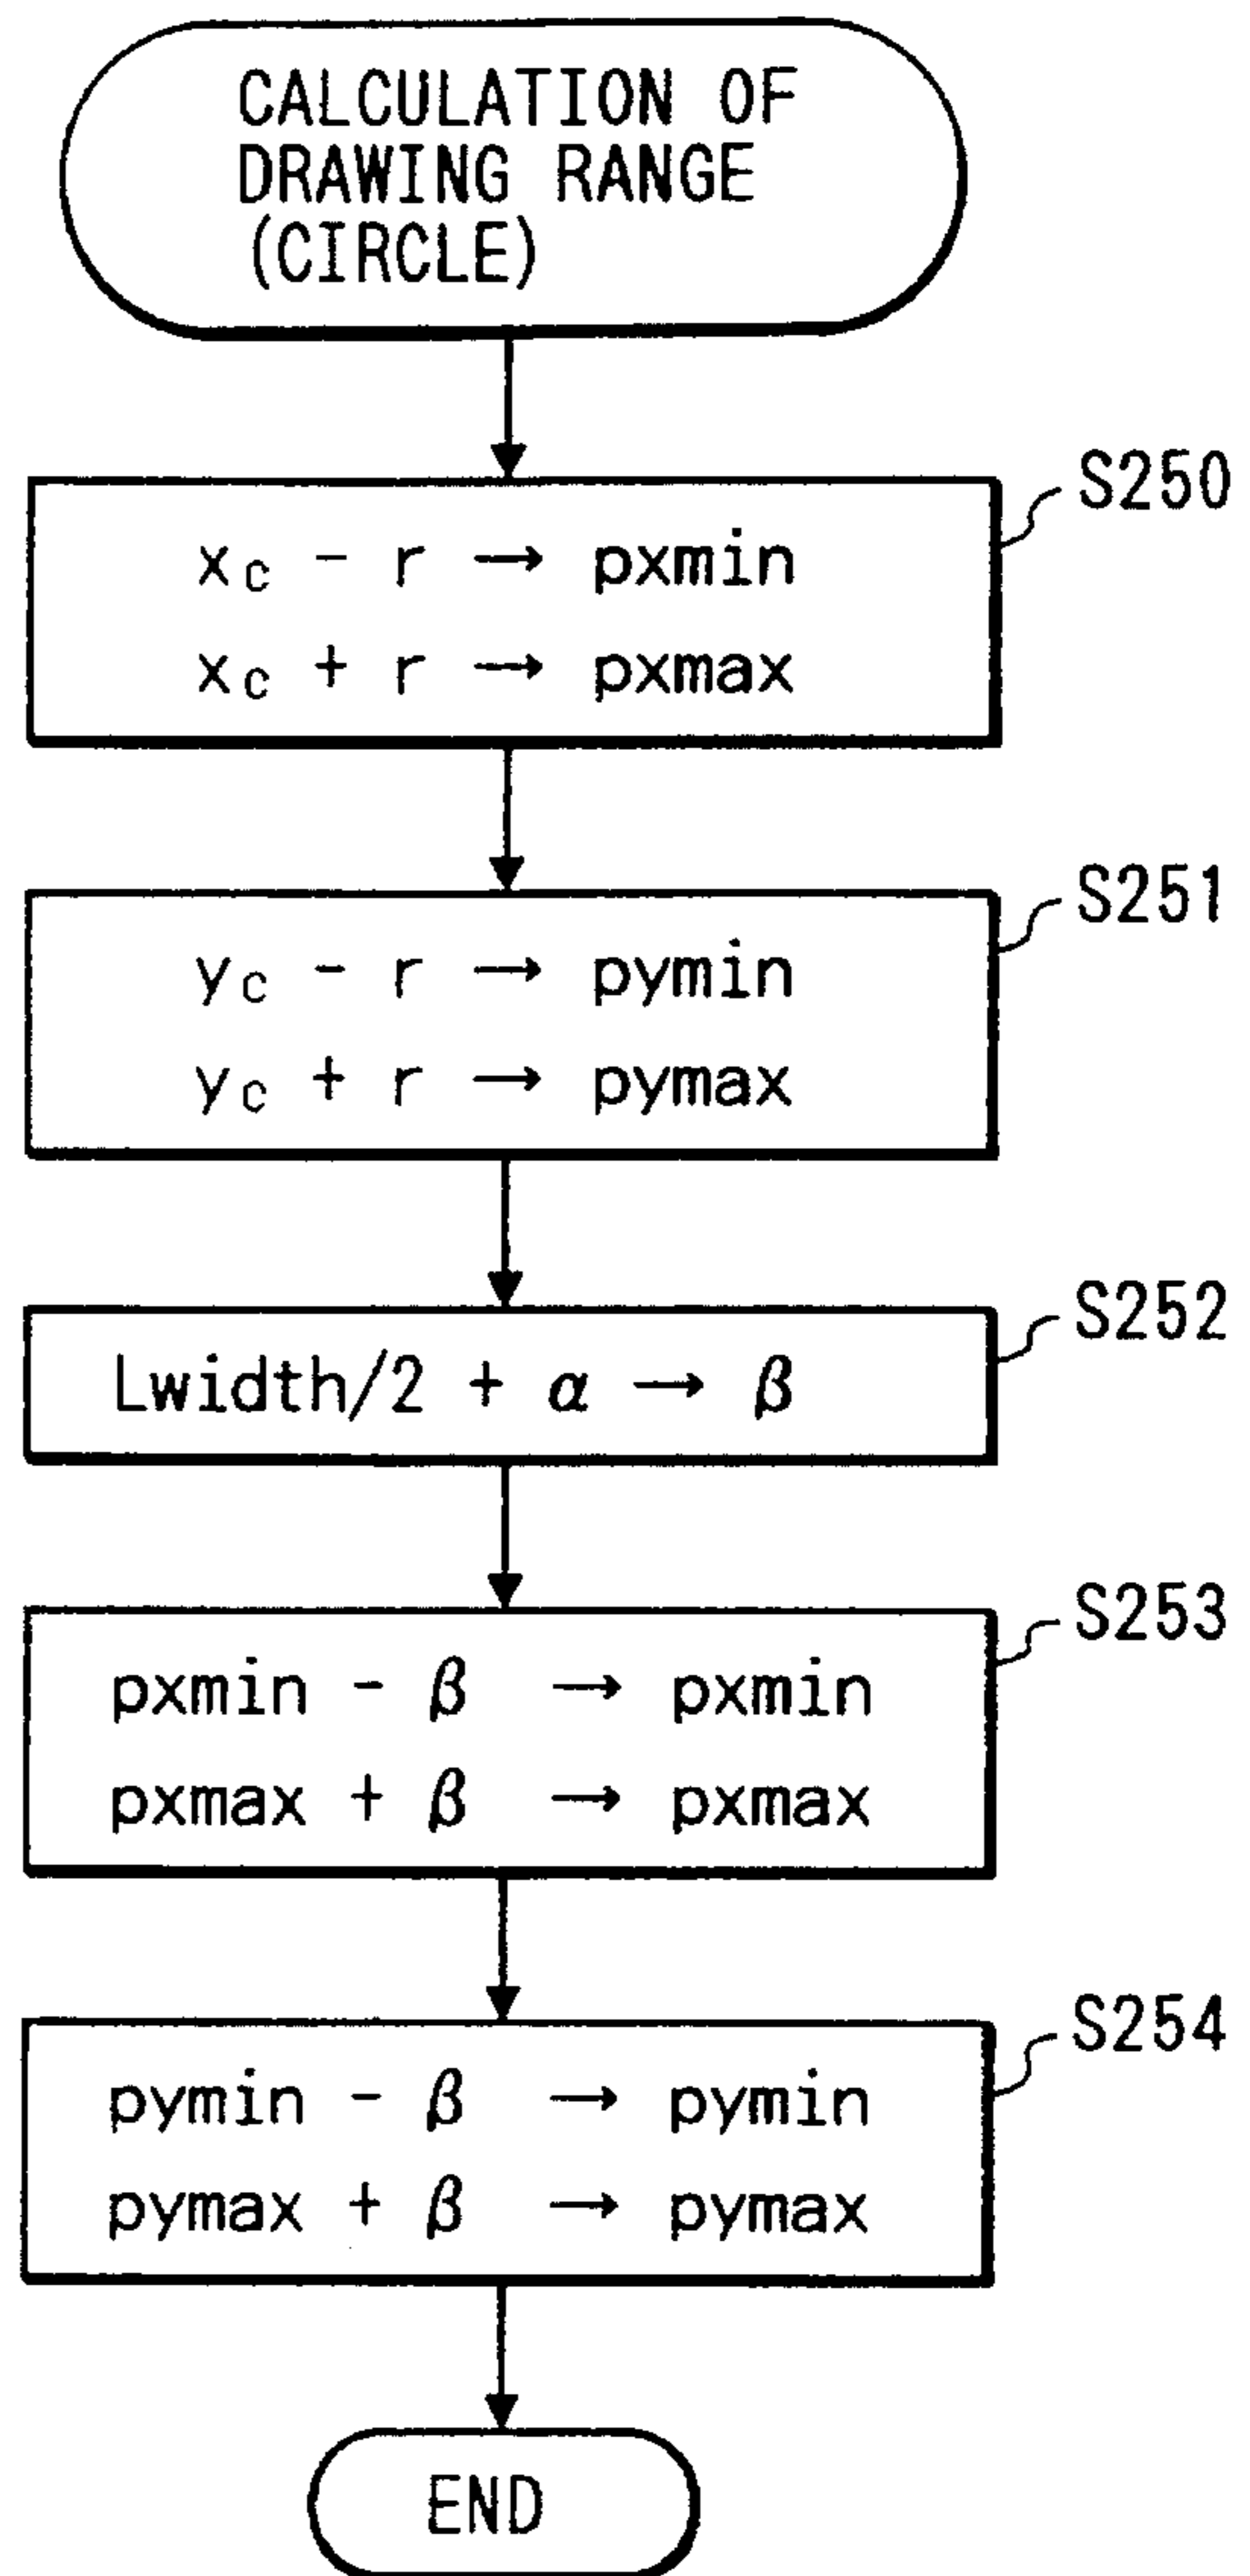 CALCULATION OF
DRAWING RANGE
(CIRCLE)
S250
xc - r → pxmin
xc + r → pxmax
S251
yc - r → pymin
yc + r → pymax
S252
Lwidth/2 + α → β
S253
pxmin - β → pxmin
pxmax + β → pxmax
S254
pymin - β → pymin
pymax + β → pymax
END